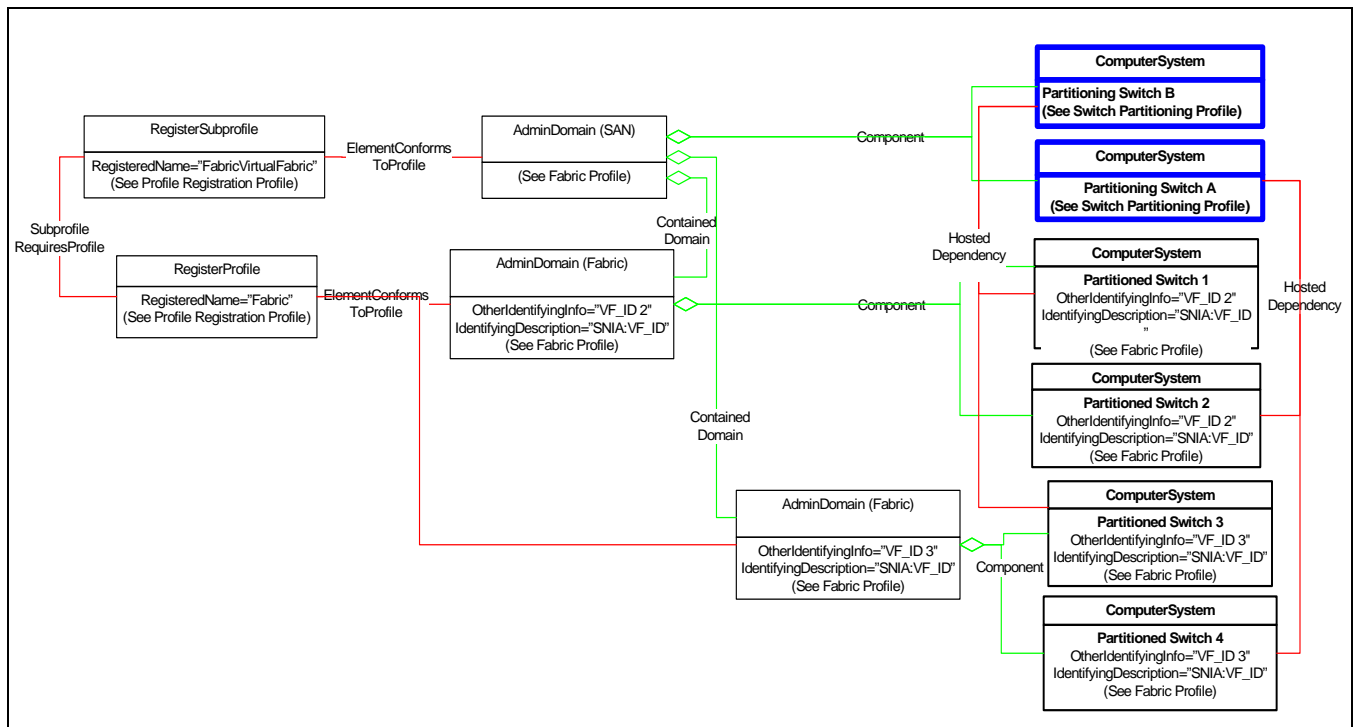 ComputerSystem
Partitioning Switch B
(See Switch Partitioning Profile)
RegisterSubprofile
RegisteredName="FabricVirtualFabric"
(See Profile Registration Profile)
ElementConforms
ToProfile
AdminDomain (SAN)
(See Fabric Profile)
Component
ComputerSystem
Partitioning Switch A
(See Switch Partitioning Profile)
Subprofile
RequiresProfile
Contained
Domain
Hosted
Dependency
RegisterProfile
RegisteredName="Fabric"
(See Profile Registration Profile)
ElementConforms
ToProfile
AdminDomain (Fabric)
OtherIdentifyingInfo="VF_ID 2"
IdentifyingDescription="SNIA:VF_ID"
(See Fabric Profile)
Component
ComputerSystem
Partitioned Switch 1
OtherIdentifyingInfo="VF_ID 2"
IdentifyingDescription="SNIA:VF_ID
"
(See Fabric Profile)
Hosted
Dependency
ComputerSystem
Partitioned Switch 2
OtherIdentifyingInfo="VF_ID 2"
IdentifyingDescription="SNIA:VF_ID"
(See Fabric Profile)
Contained
Domain
AdminDomain (Fabric)
OtherIdentifyingInfo="VF_ID 3"
IdentifyingDescription="SNIA:VF_ID"
(See Fabric Profile)
Component
ComputerSystem
Partitioned Switch 3
OtherIdentifyingInfo="VF_ID 3"
IdentifyingDescription="SNIA:VF_ID"
(See Fabric Profile)
ComputerSystem
Partitioned Switch 4
OtherIdentifyingInfo="VF_ID 3"
IdentifyingDescription="SNIA:VF_ID"
(See Fabric Profile)